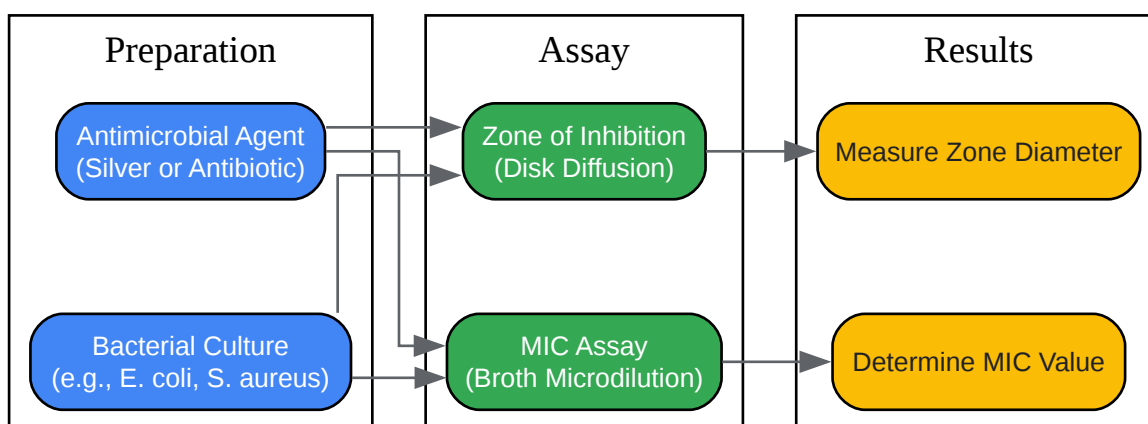 Preparation
Antimicrobial Agent
(Silver or Antibiotic)
Bacterial Culture
(e.g., E. coli, S. aureus)
Assay
Zone of Inhibition
(Disk Diffusion)
MIC Assay
(Broth Microdilution)
Results
Measure Zone Diameter
Determine MIC Value